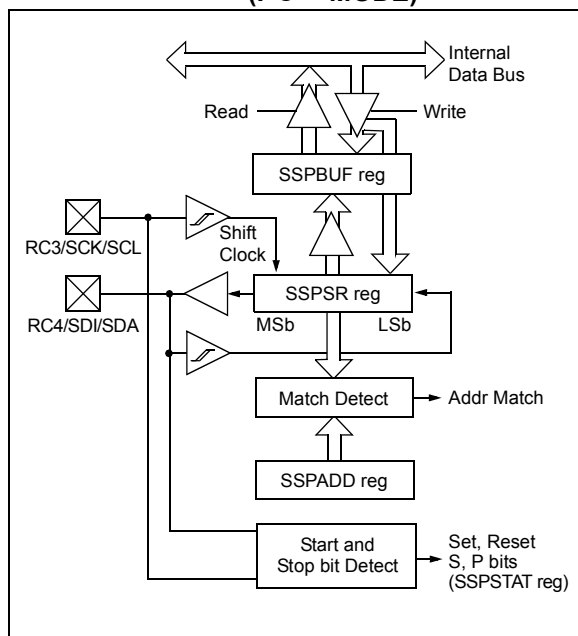 MODE)
Internal
Data Bus
Read
Write
SSPBUF reg
RC3/SCK/SCL
Shift
Clock
SSPSR reg
MSb
LSb
RC4/SDI/SDA
Match Detect
Addr Match
SSPADD reg
Start and
Stop bit Detect
Set, Reset
S, P bits
(SSPSTAT reg)